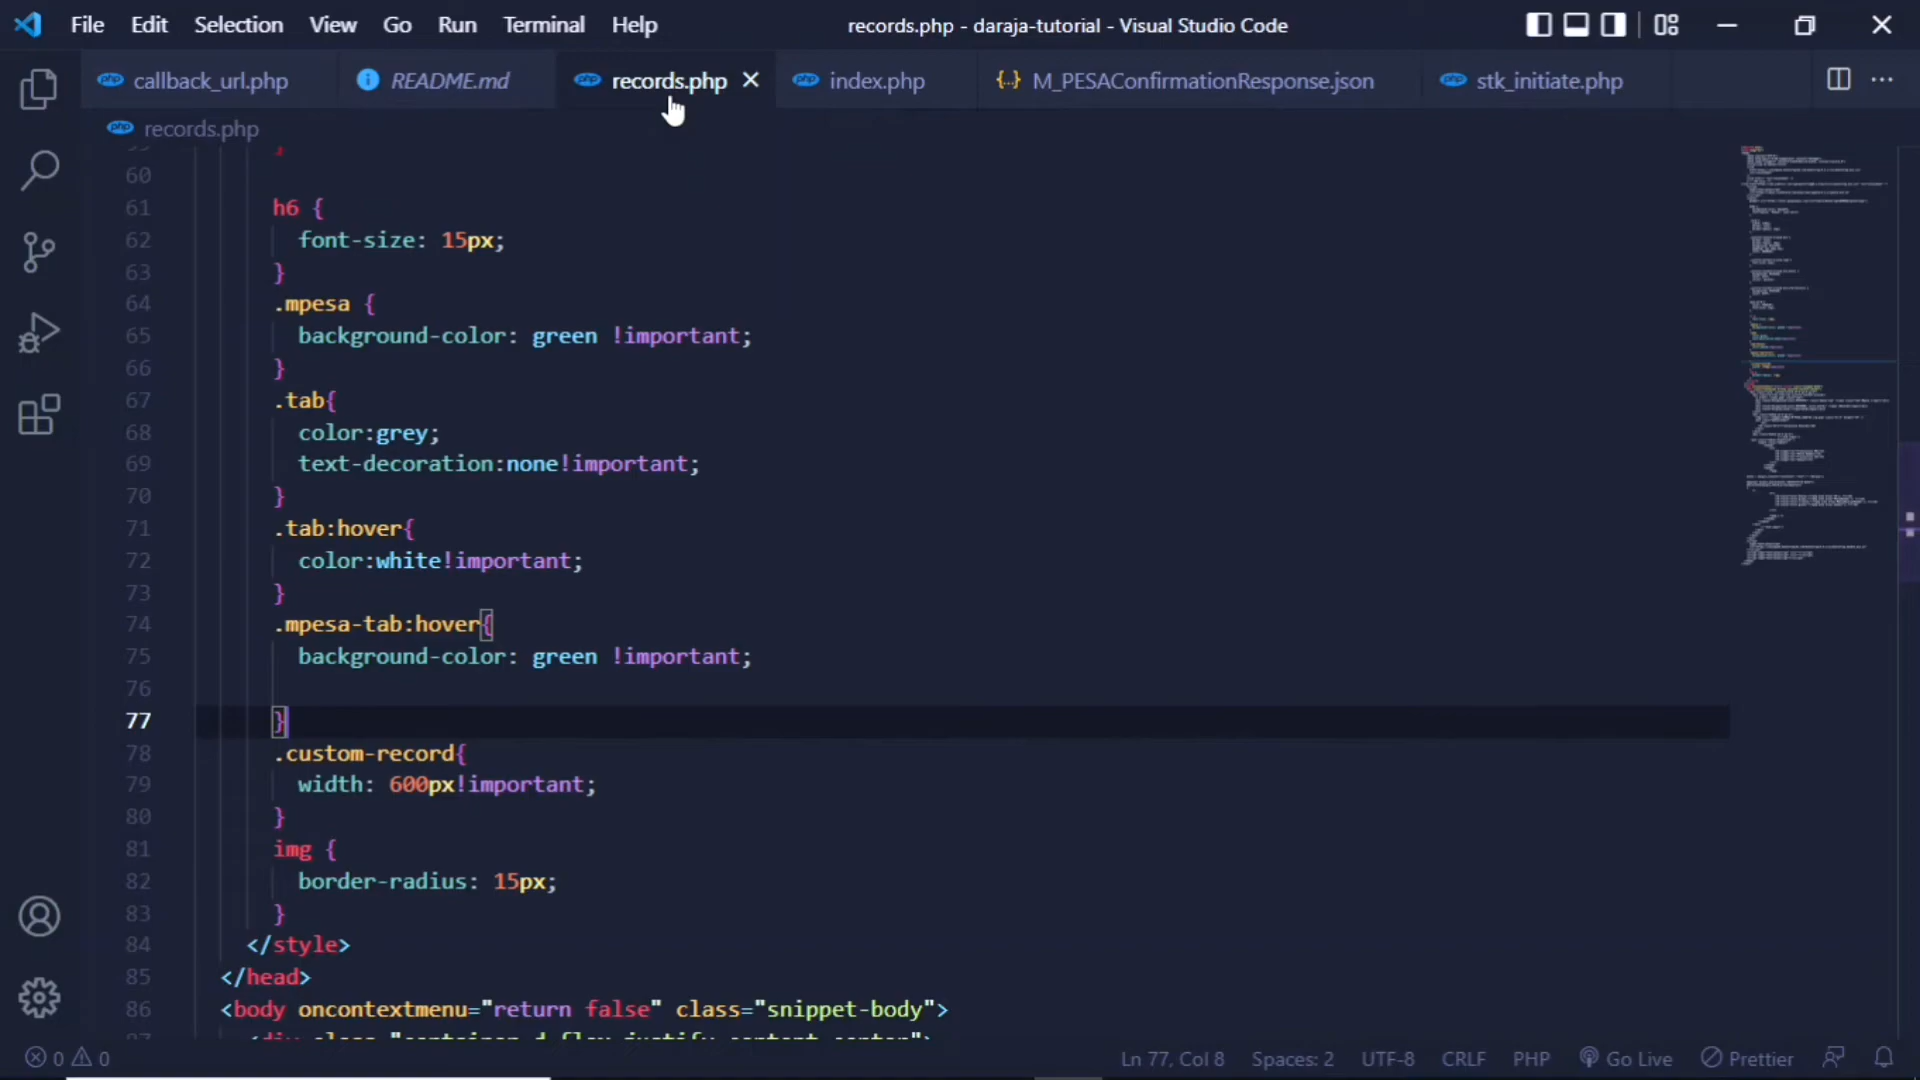 File Edit Selection View Go Run Terminal Help records.php - daraja-tutorial - Visual Studio Code
php callback_url.php README.md php records.php php index.php {} M_PESAConfirmationResponse.json php stk_initiate.php
php records.php
60
61 h6 {
62 font-size: 15px;
63 }
64 .mpesa {
65 background-color: green !important;
66 }
67 .tab{
68 color:grey;
69 text-decoration:none!important;
70 }
71 .tab:hover{
72 color:white!important;
73 }
74 .mpesa-tab:hover{
75 background-color: green !important;
76
77 }
78 .custom-record{
79 width: 600px!important;
80 }
81 img {
82 border-radius: 15px;
83 }
84 </style>
85 </head>
86 <body oncontextmenu="return false" class="snippet-body">
0 0 Ln 77, Col 8 Spaces: 2 UTF-8 CRLF PHP Go Live Prettier